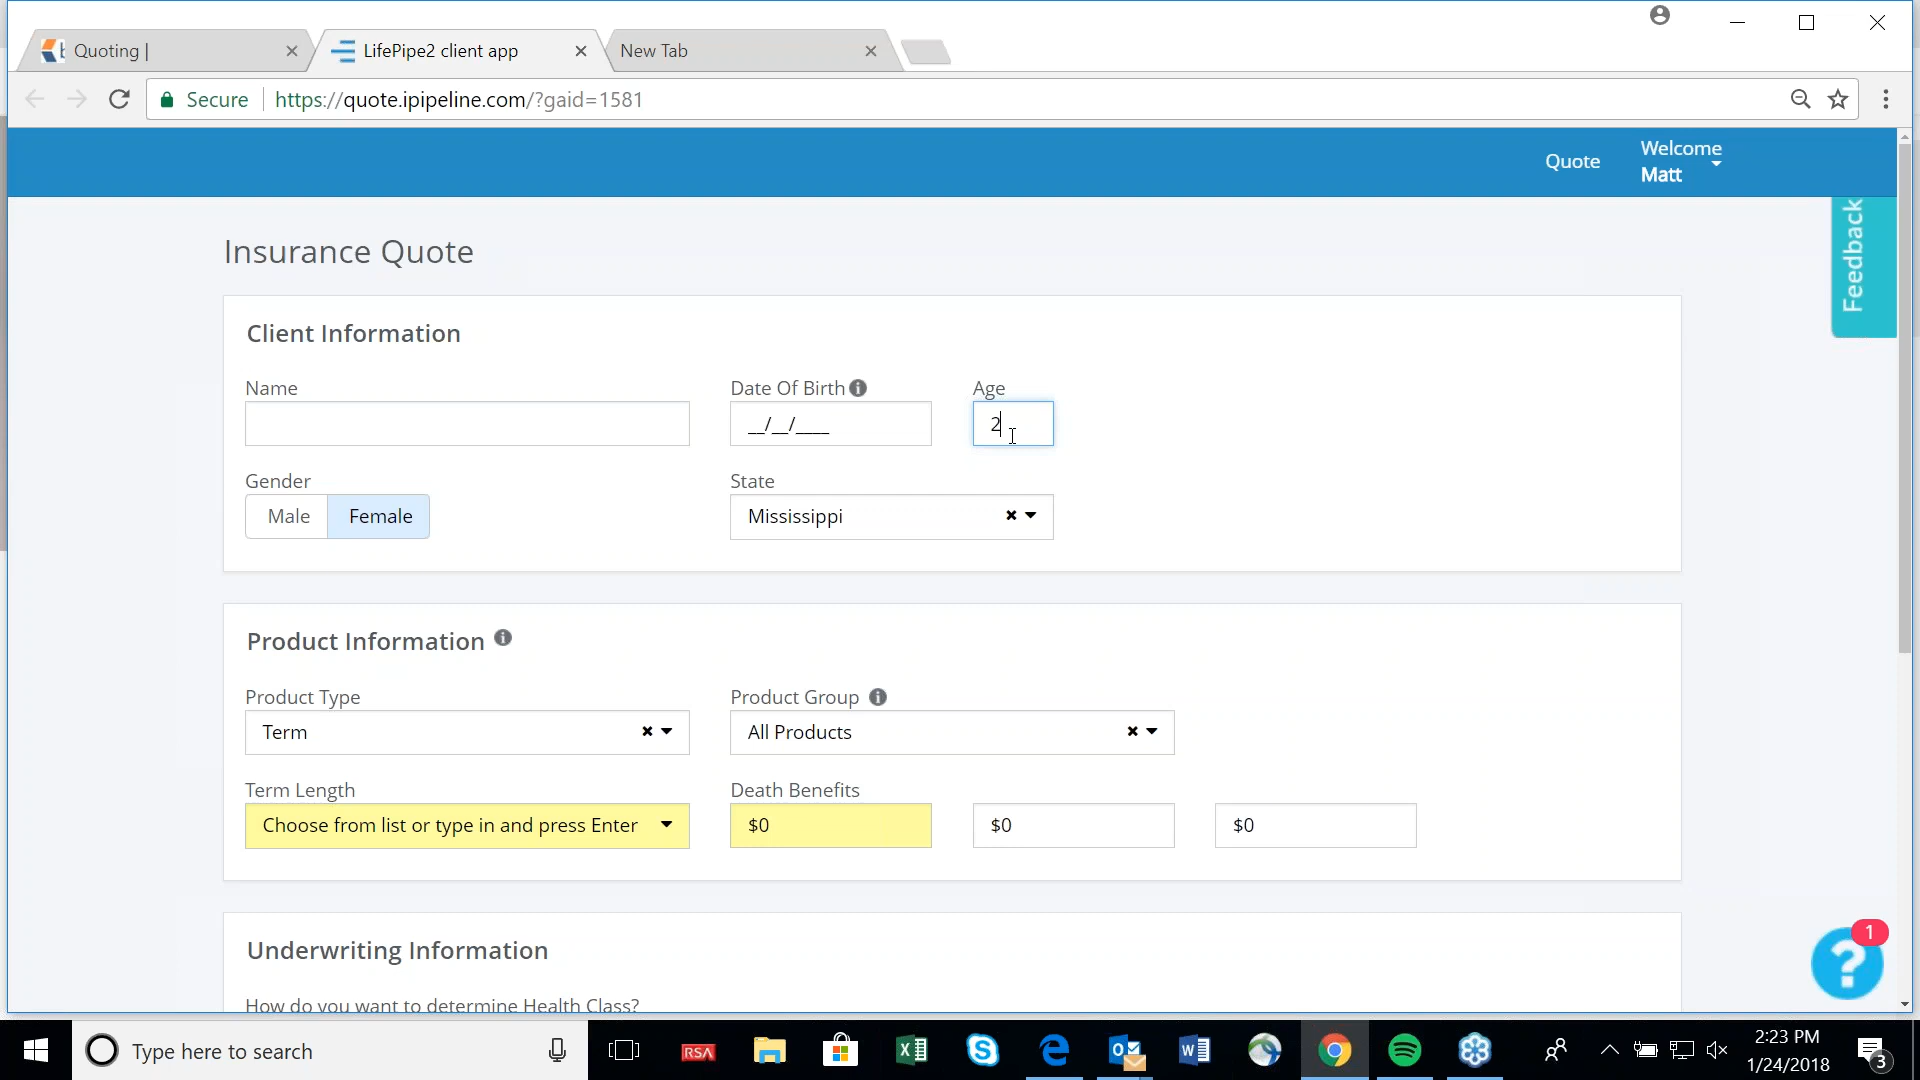 Quoting |
LifePipe2 client app
New Tab
Secure
https://quote.ipipeline.com/?gaid=1581
Quote
Welcome
Matt
Feedback
Insurance Quote
Client Information
Name
Date Of Birth
Age
__/__/____
2
Gender
State
Male
Female
Mississippi
Product Information
Product Type
Product Group
Term
All Products
Term Length
Death Benefits
Choose from list or type in and press Enter
$0
$0
$0
Underwriting Information
How do you want to determine Health Class?
1
?
Type here to search
RSA
2:23 PM
1/24/2018
3